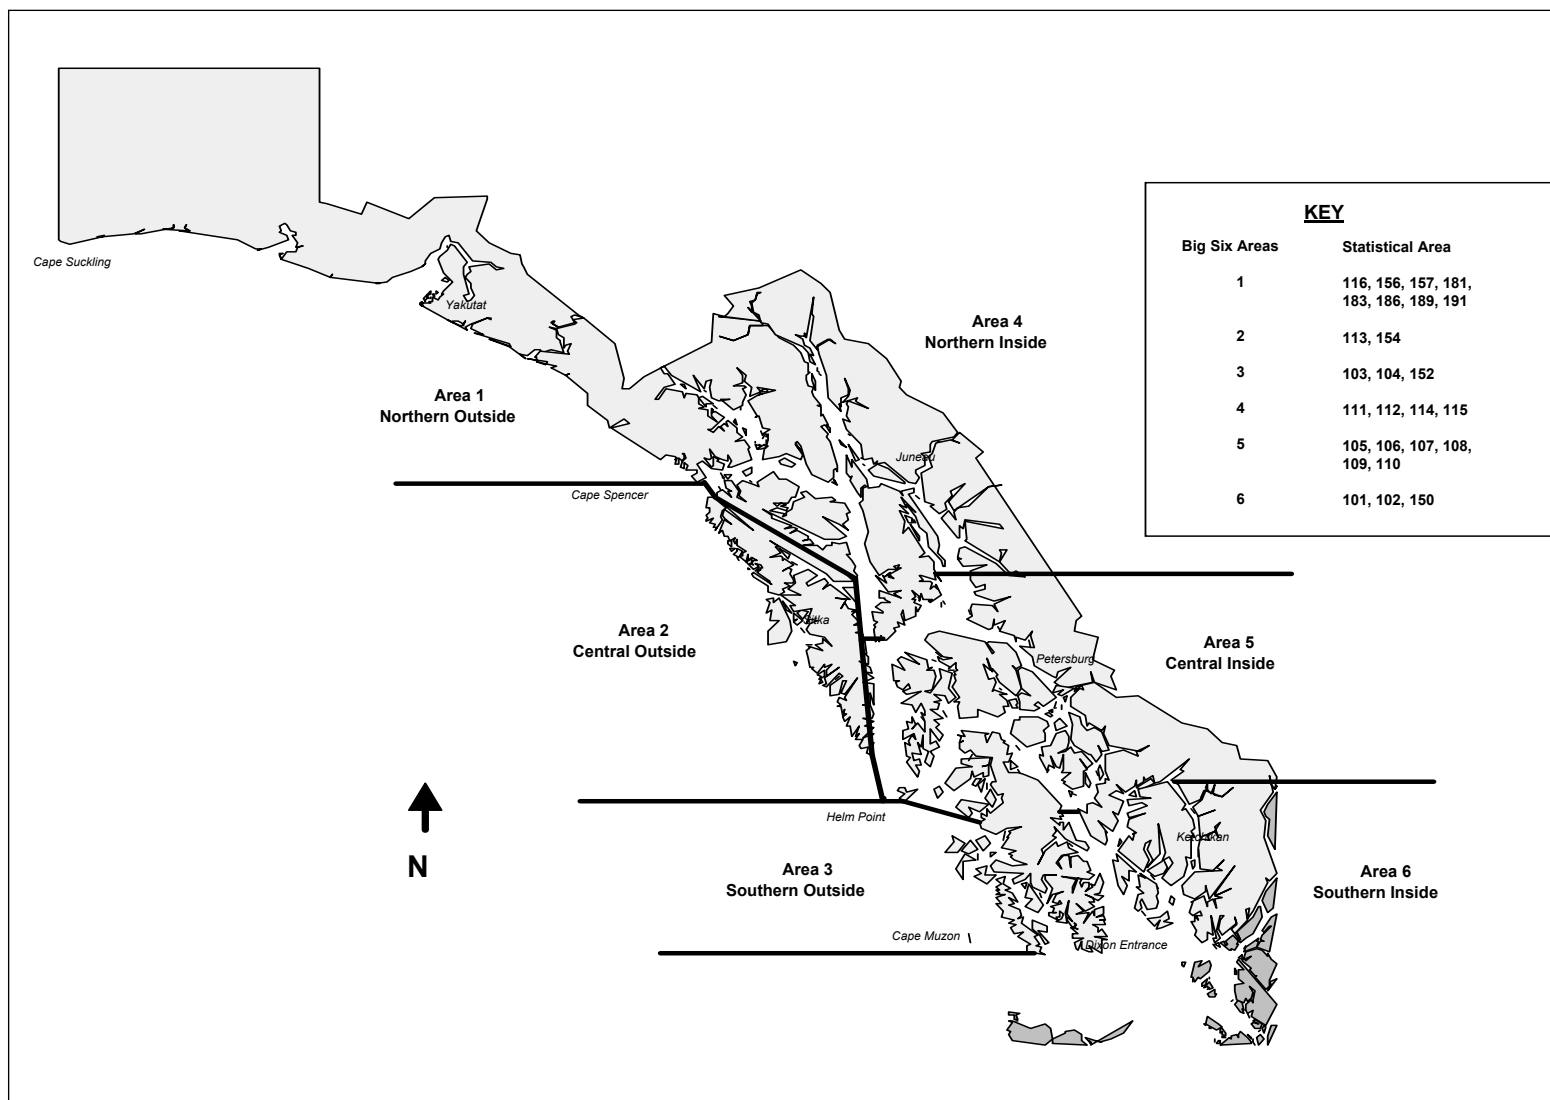 KEY
Big Six Areas Statistical Area
1 116, 156, 157, 181,
183, 186, 189, 191
2 113, 154
3 103, 104, 152
4 111, 112, 114, 115
5 105, 106, 107, 108,
109, 110
6 101, 102, 150
Cape Suckling
Yakutat
Area 4
Northern Inside
Area 1
Northern Outside
Juneau
Cape Spencer
Sitka
Area 2
Central Outside
Area 5
Central Inside
Petersburg
Helm Point
Ketchikan
N
Area 3
Southern Outside
Area 6
Southern Inside
Cape Muzon
Dixon Entrance